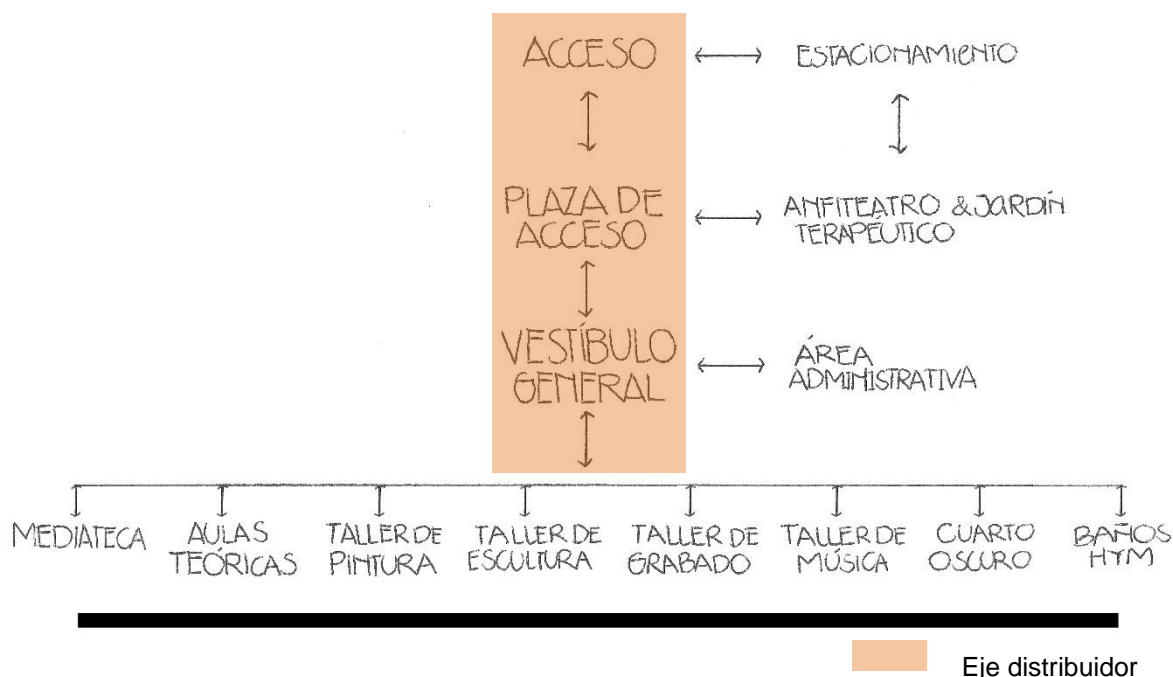 ACCESO
ESTACIONAMIENTO
PLAZA DE
ACCESO
ANFITEATRO & JARDÍN
TERAPÉUTICO
VESTÍBULO
GENERAL
ÁREA
ADMINISTRATIVA
MEDIATECA
AULAS
TEÓRICAS
TALLER DE
PINTURA
TALLER DE
ESCULTURA
TALLER DE
GRABADO
TALLER DE
MÚSICA
CUARTO
OSCURO
BAÑOS
HYM
Eje distribuidor